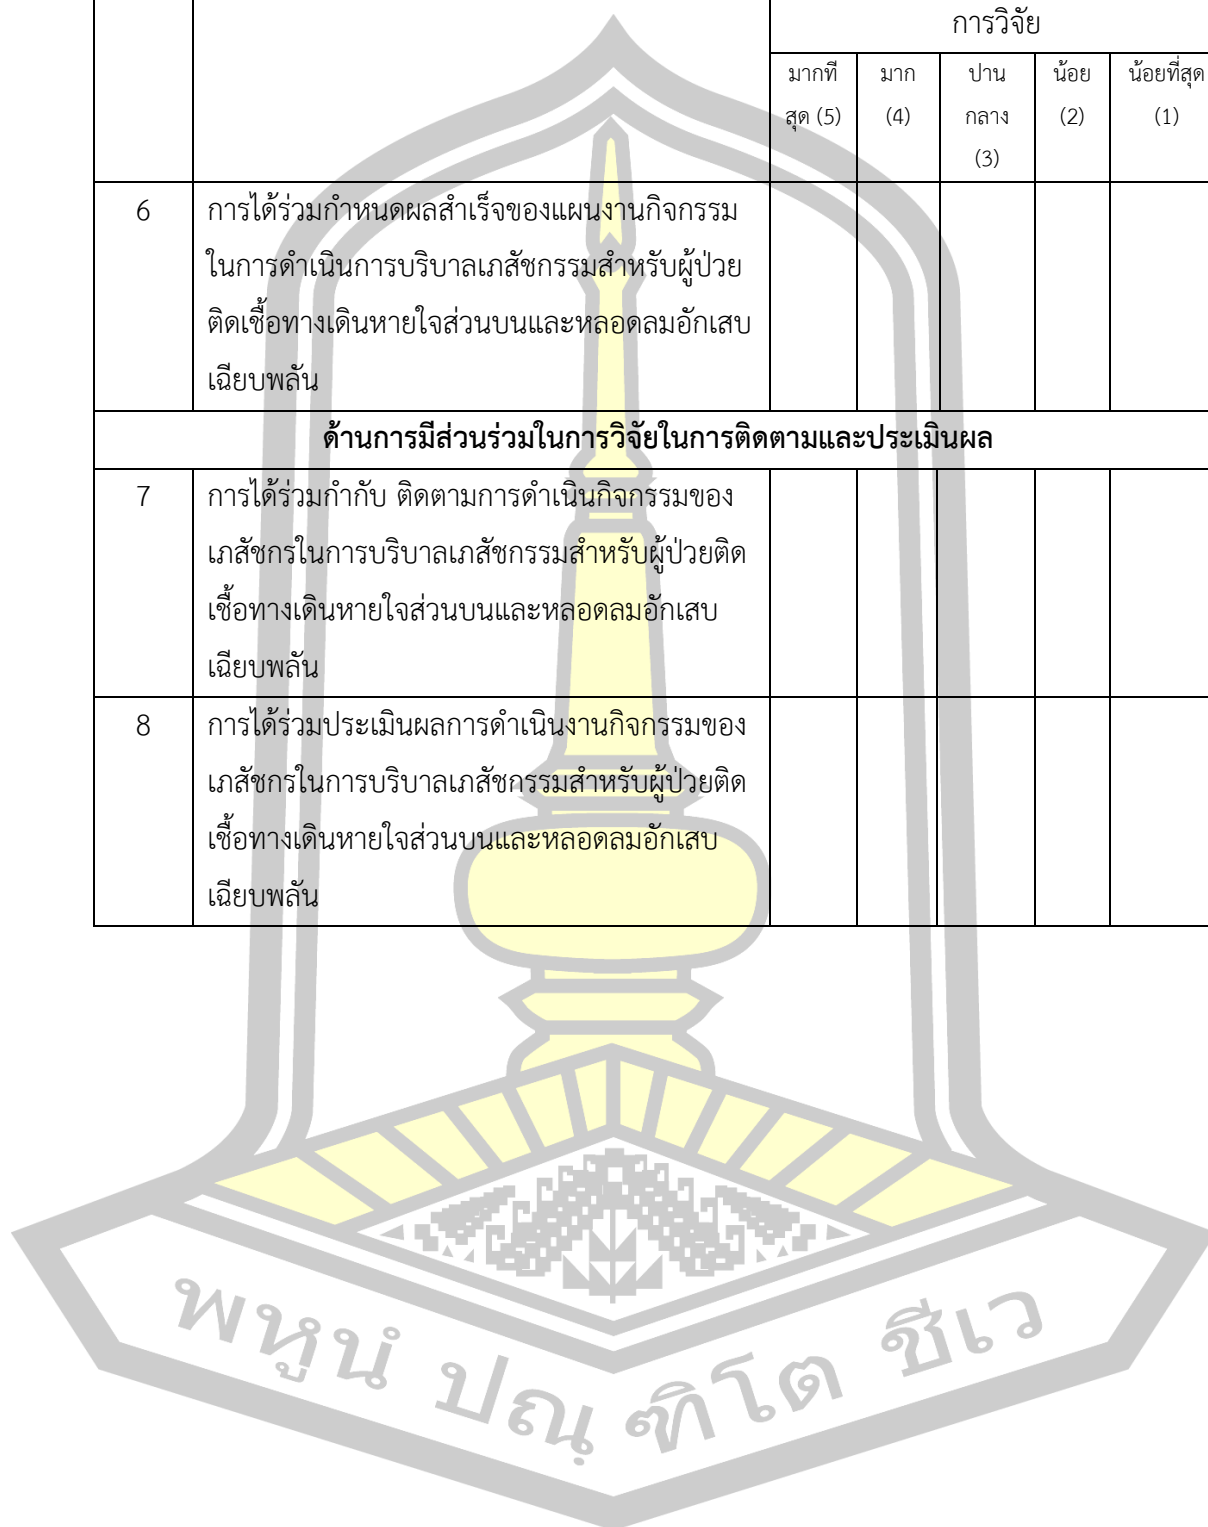 การวิจัย
มากที มาก ปาน น้อย น้อยที่สุด
สุด (5) (4) กลาง (2) (1)
(3)
6 การได้ร่วมกำหนดผลสำเร็จของแผนงานกิจกรรม
ในการดำเนินการบริบาลเภสัชกรรมสำหรับผู้ป่วย
ติดเชื้อทางเดินหายใจส่วนบนและหลอดลมอักเสบ
เฉียบพลัน
ด้านการมีส่วนร่วมในการวิจัยในการติดตามและประเมินผล
7 การได้ร่วมกำกับ ติดตามการดำเนินกิจกรรมของ
เภสัชกรในการบริบาลเภสัชกรรมสำหรับผู้ป่วยติด
เชื้อทางเดินหายใจส่วนบนและหลอดลมอักเสบ
เฉียบพลัน
8 การได้ร่วมประเมินผลการดำเนินงานกิจกรรมของ
เภสัชกรในการบริบาลเภสัชกรรมสำหรับผู้ป่วยติด
เชื้อทางเดินหายใจส่วนบนและหลอดลมอักเสบ
เฉียบพลัน
พหูนํ ปณฺฑิโต ชีเว